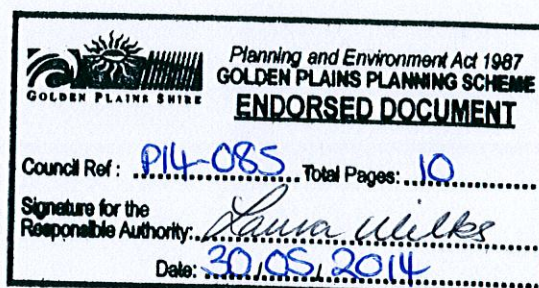 Planning and Environment Act 1987
GOLDEN PLAINS PLANNING SCHEME
ENDORSED DOCUMENT
GOLDEN PLAINS SHIRE
Council Ref : P14-085 Total Pages: 10
Signature for the
Responsible Authority: Laura Wilks
Date: 30/05/2014